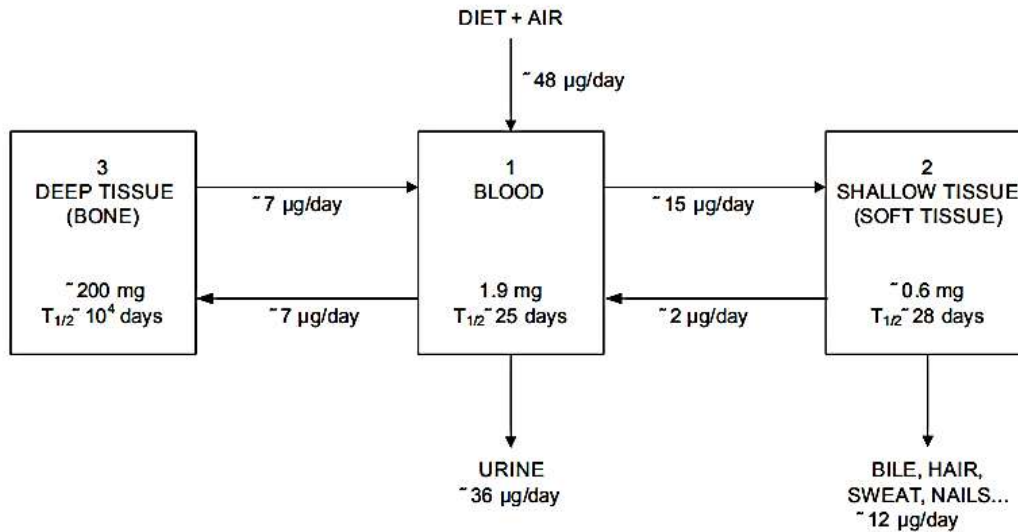 DIET + AIR
~48 µg/day
3
DEEP TISSUE
(BONE)
~200 mg
T1/2~10⁴ days
~7 µg/day
~7 µg/day
1
BLOOD
1.9 mg
T1/2~25 days
~15 µg/day
~2 µg/day
2
SHALLOW TISSUE
(SOFT TISSUE)
~0.6 mg
T1/2~28 days
URINE
~36 µg/day
BILE, HAIR,
SWEAT, NAILS...
~12 µg/day